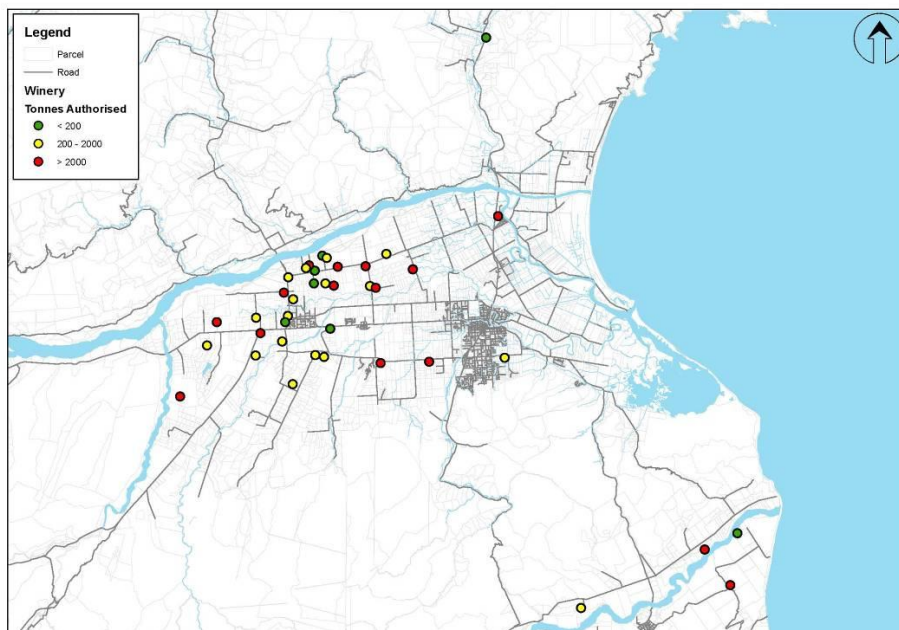 Legend
Parcel
Road
Winery
Tonnes Authorised
< 200
200 - 2000
> 2000